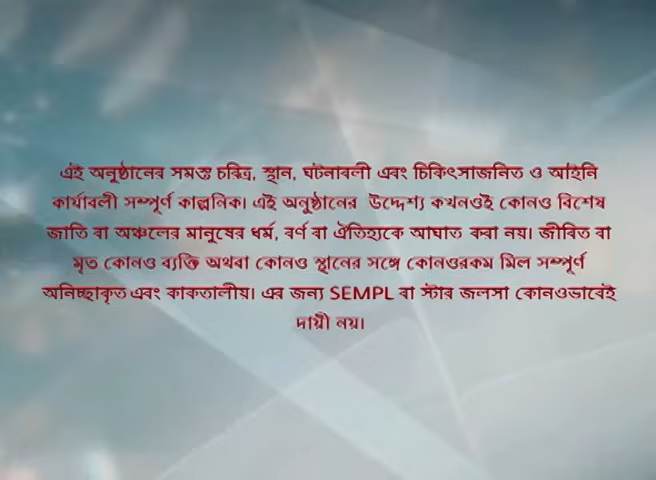 এই অনুষ্ঠানের সমস্ত চরিত্র, স্থান, ঘটনাবলী এবং চিকিৎসাজনিত ও আইনি
কার্যাবলী সম্পূর্ণ কাল্পনিক। এই অনুষ্ঠানের উদ্দেশ্য কখনওই কোনও বিশেষ
জাতি বা অঞ্চলের মানুষের ধর্ম, বর্ণ বা ঐতিহ্যকে আঘাত করা নয়। জীবিত বা
মৃত কোনও ব্যক্তি অথবা কোনও স্থানের সঙ্গে কোনওরকম মিল সম্পূর্ণ
অনিচ্ছাকৃত এবং কাকতালীয়। এর জন্য SEMPL বা স্টার জলসা কোনওভাবেই
দায়ী নয়।